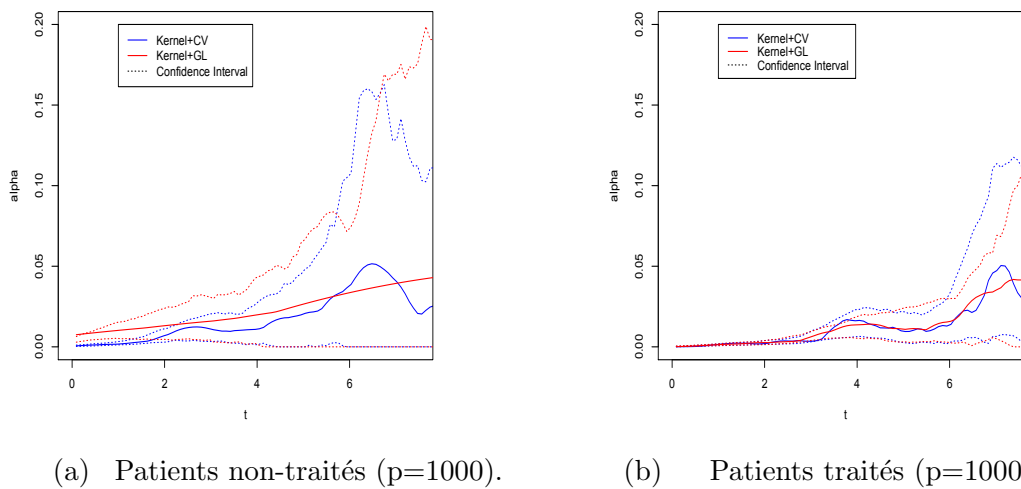 Kernel+CV
Kernel+GL
Confidence Interval
alpha
0.00 0.05 0.10 0.15 0.20
0 2 4 6
t
Kernel+CV
Kernel+GL
Confidence Interval
alpha
0.00 0.05 0.10 0.15 0.20
0 2 4 6
t
(a) Patients non-traités (p=1000).
(b) Patients traités (p=1000